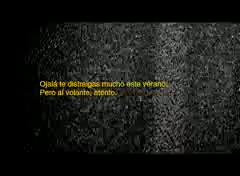 Ojalá te distraigas mucho este verano.
Pero al volante, atento.